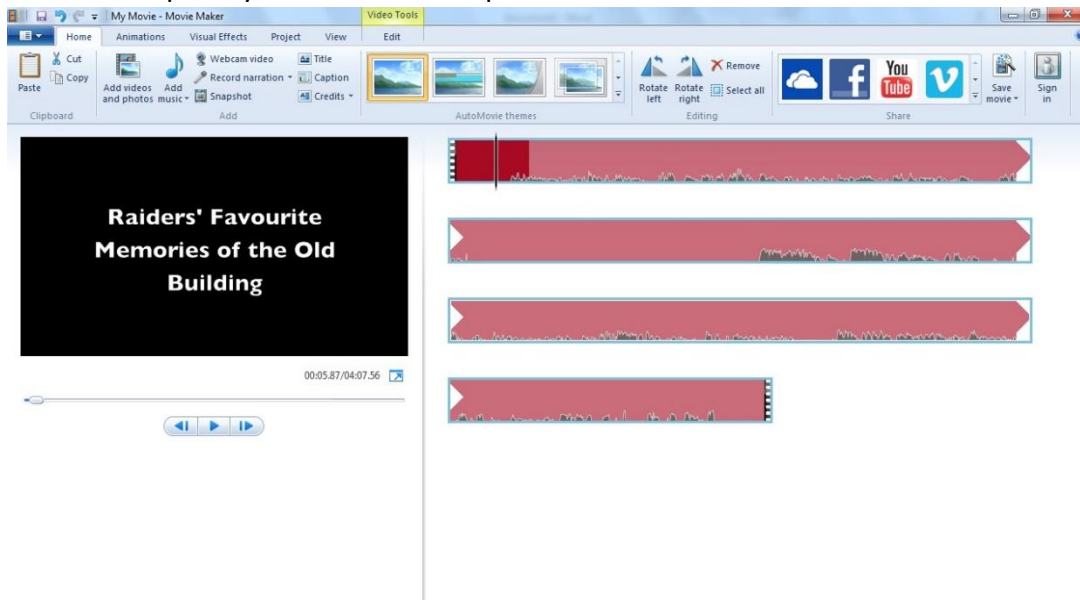 My Movie - Movie Maker
Video Tools
Home Animations Visual Effects Project View Edit
Paste
Cut
Copy
Clipboard
Add videos and photos
Add music
Webcam video
Record narration
Snapshot
Title
Caption
Credits
Add
AutoMovie themes
Rotate left
Rotate right
Remove
Select all
Editing
f
You
Tube
Share
Save movie
Sign in
Raiders' Favourite
Memories of the Old
Building
00:05.87/04:07.56